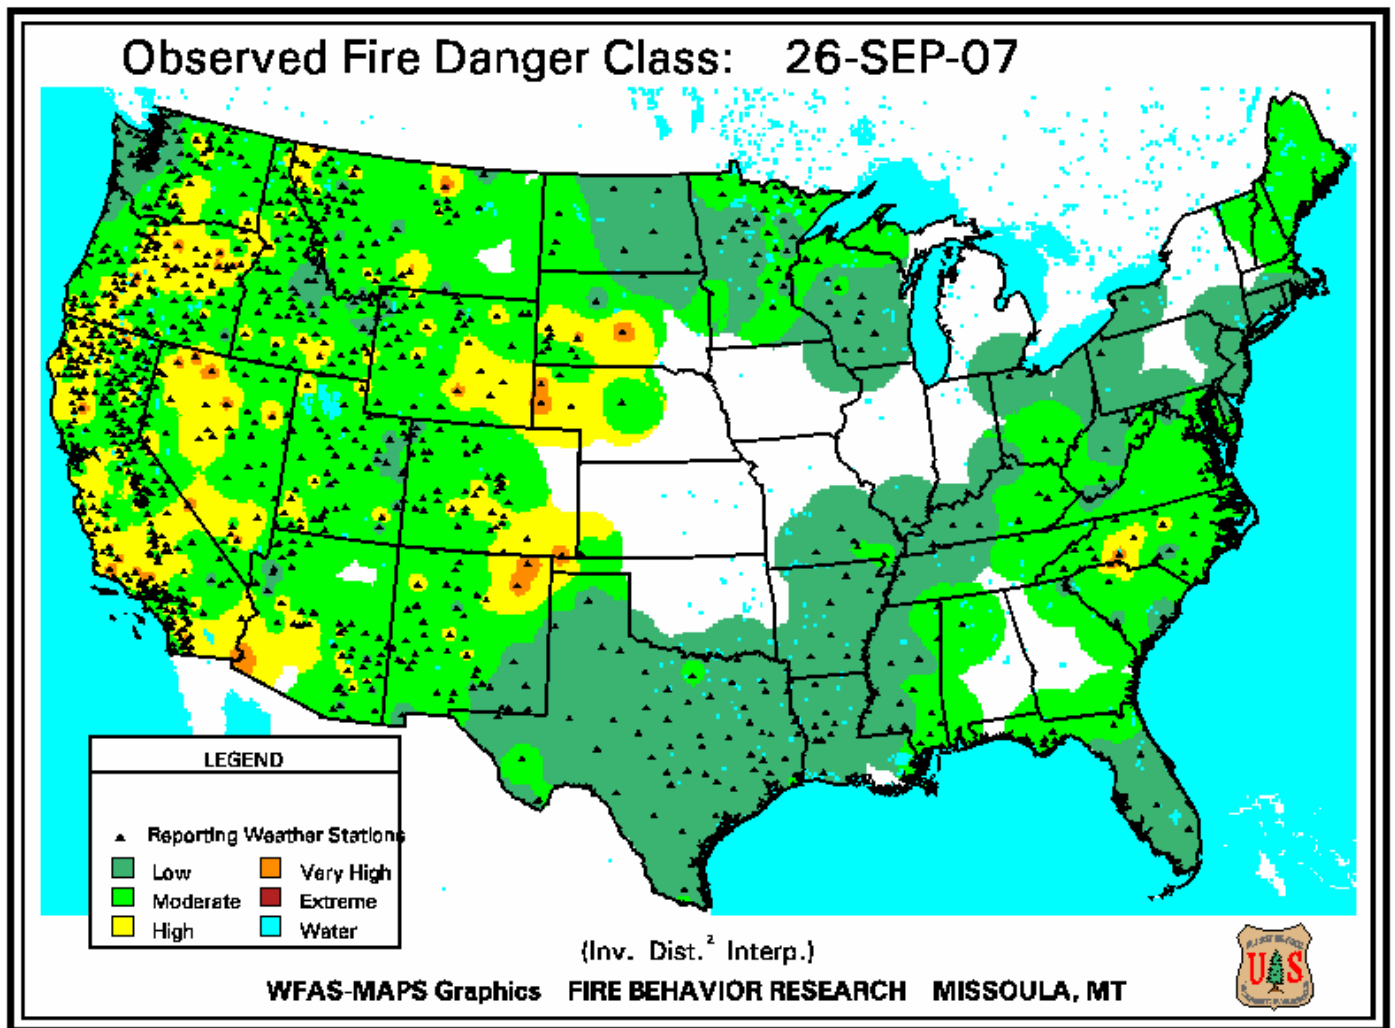 Observed Fire Danger Class: 26-SEP-07
LEGEND
Reporting Weather Stations
Low
Very High
Moderate
Extreme
High
Water
(Inv. Dist.² Interp.)
WFAS-MAPS Graphics FIRE BEHAVIOR RESEARCH MISSOULA, MT
US